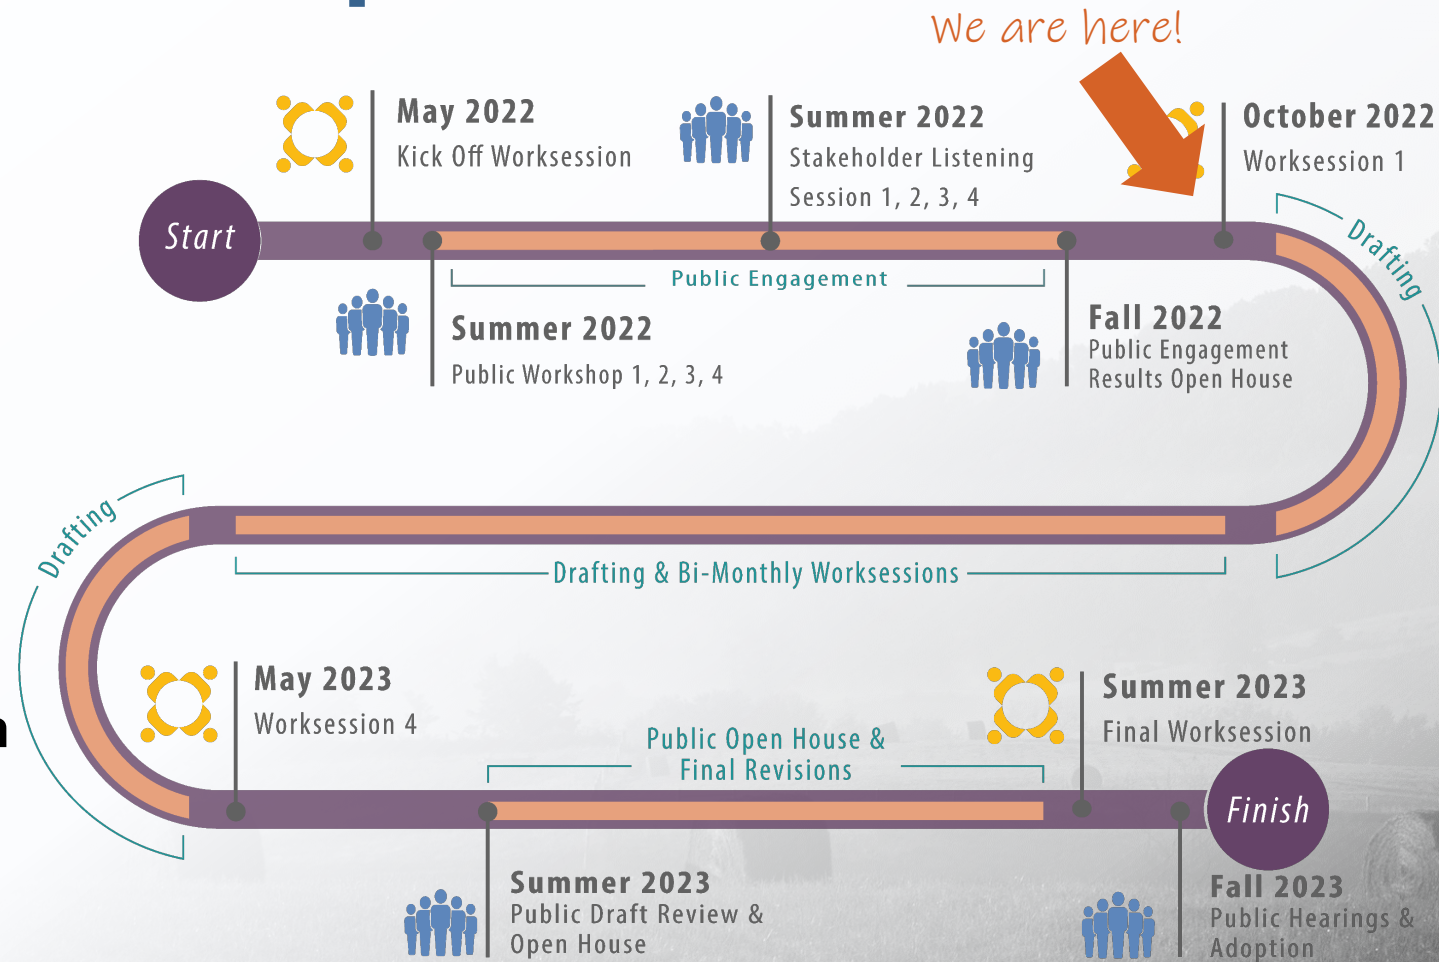 We are here!
May 2022
Kick Off Worksession
Summer 2022
Stakeholder Listening
Session 1, 2, 3, 4
October 2022
Worksession 1
Start
Drafting
Public Engagement
Summer 2022
Public Workshop 1, 2, 3, 4
Fall 2022
Public Engagement
Results Open House
Drafting
Drafting & Bi-Monthly Worksessions
May 2023
Worksession 4
Public Open House &
Final Revisions
Summer 2023
Final Worksession
Finish
Summer 2023
Public Draft Review &
Open House
Fall 2023
Public Hearings &
Adoption